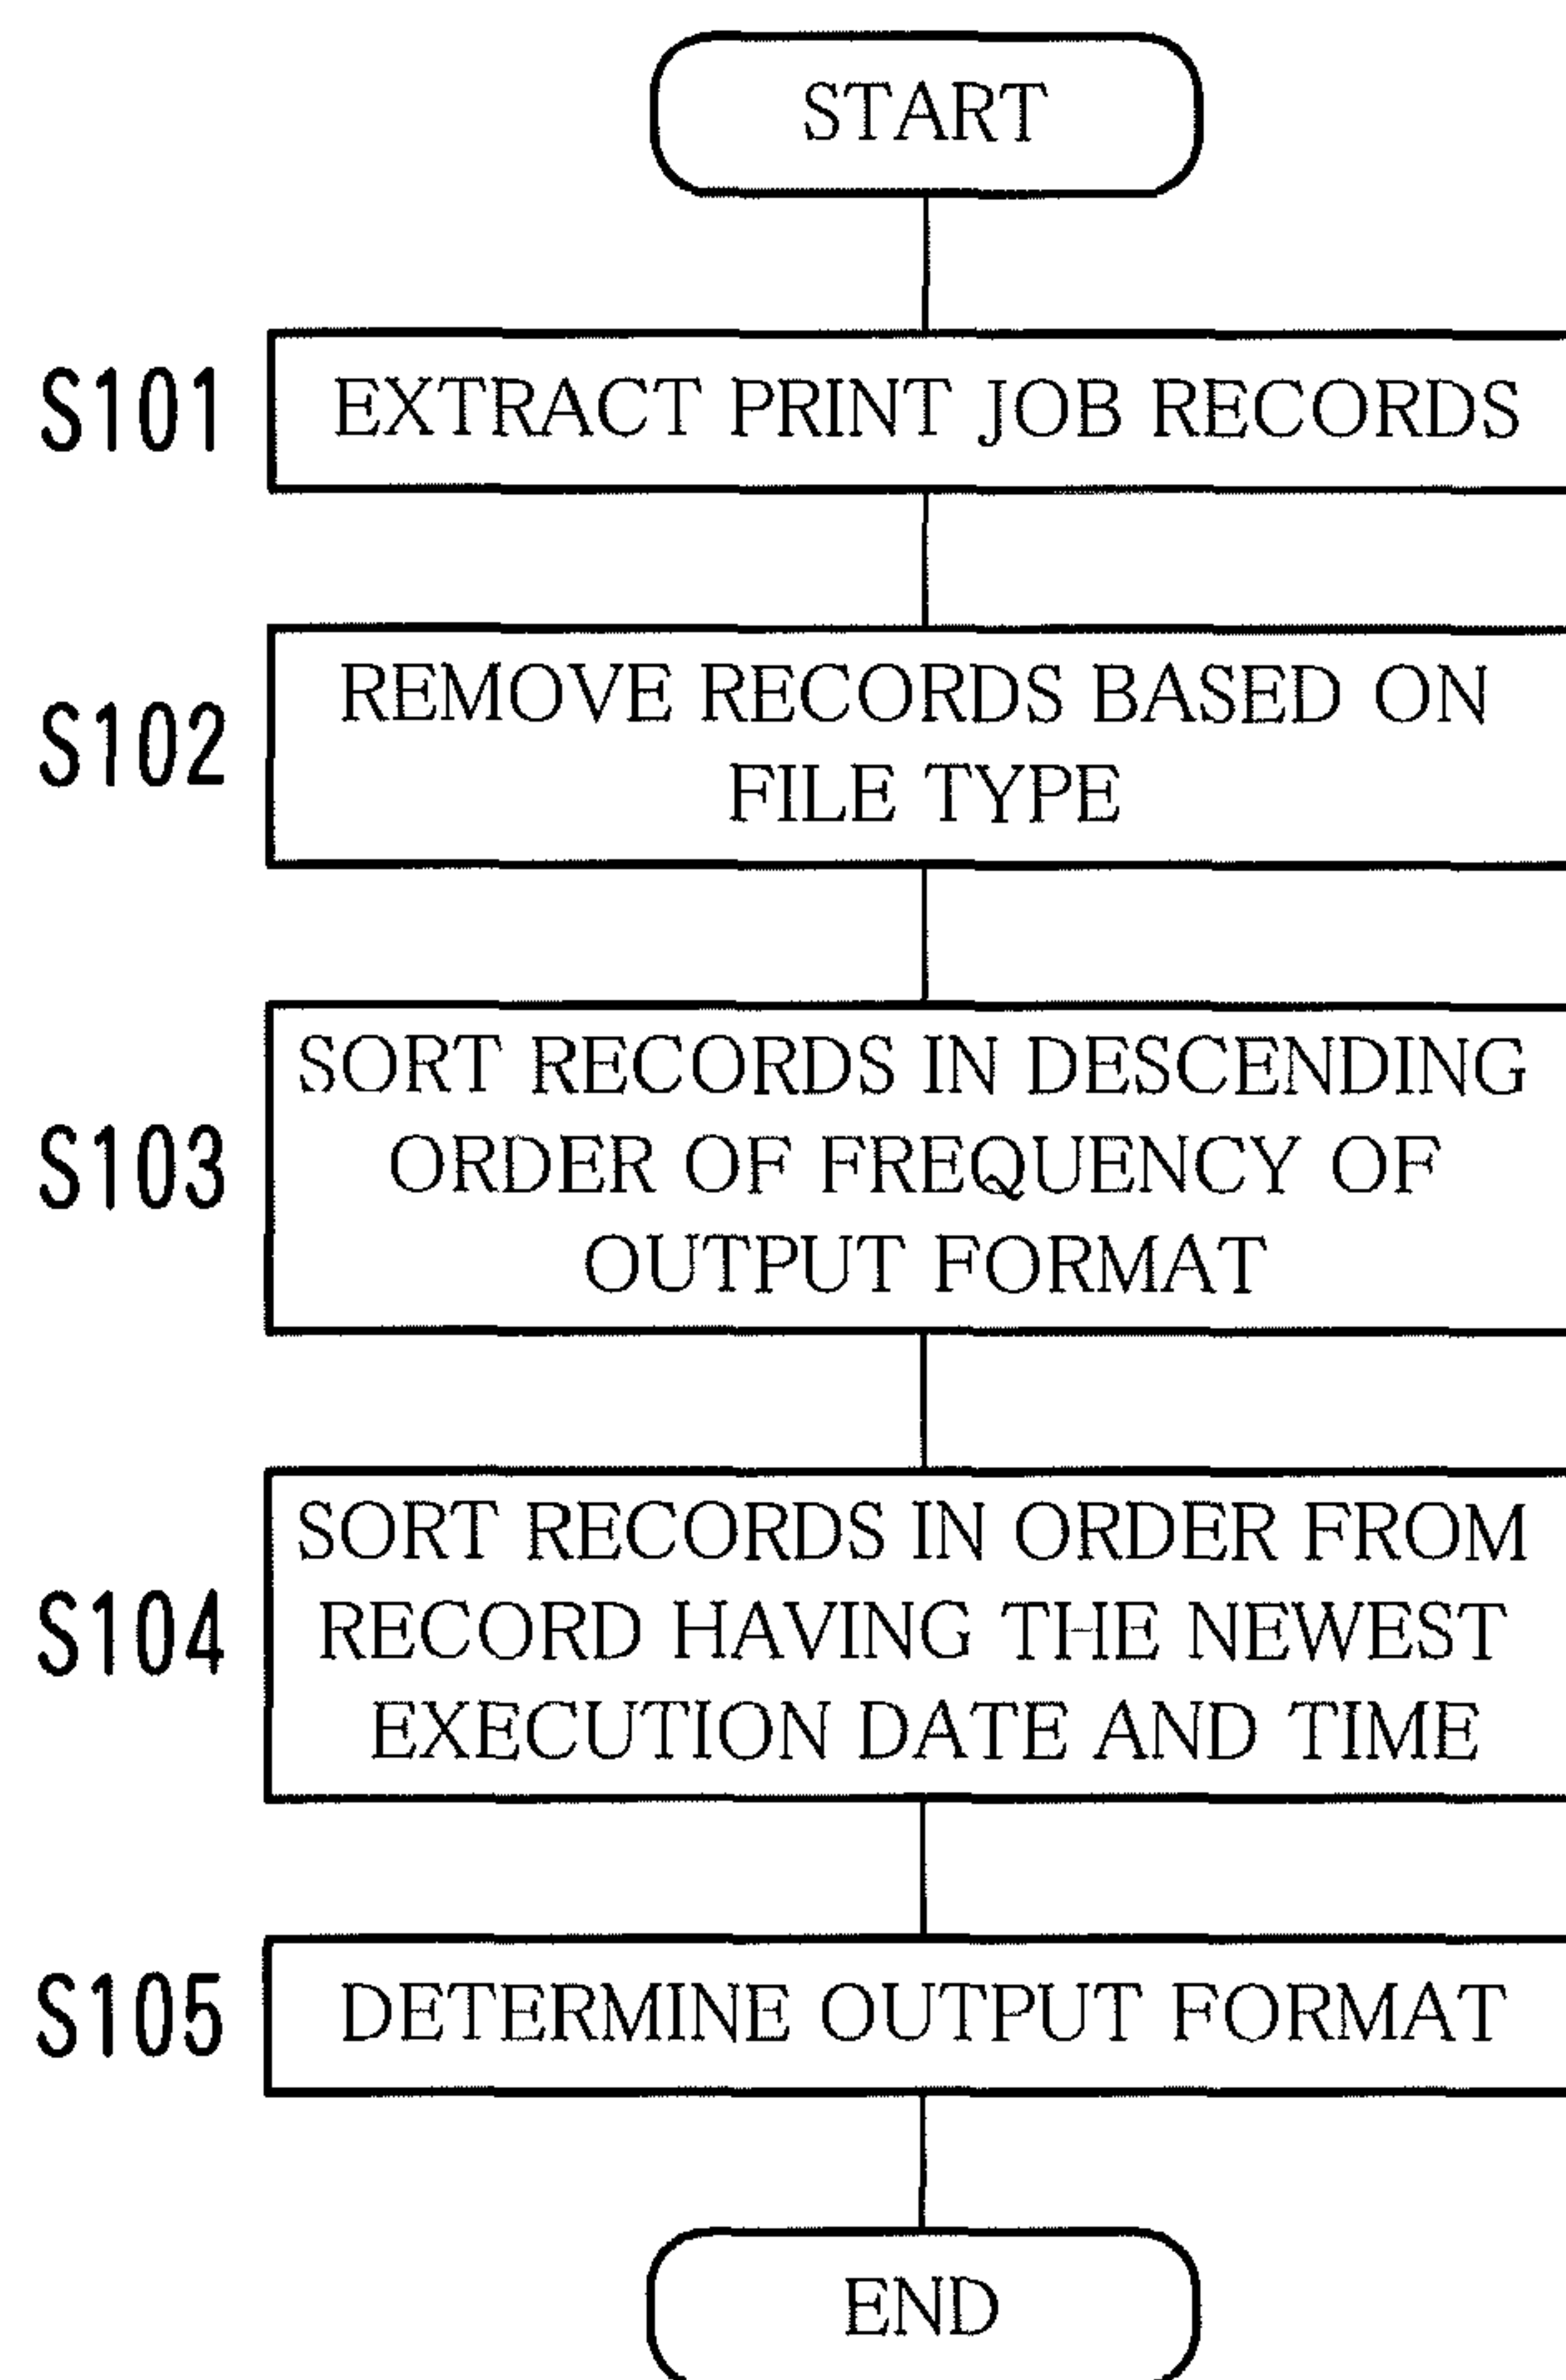 START
S101
EXTRACT PRINT JOB RECORDS
S102
REMOVE RECORDS BASED ON
FILE TYPE
S103
SORT RECORDS IN DESCENDING
ORDER OF FREQUENCY OF
OUTPUT FORMAT
S104
SORT RECORDS IN ORDER FROM
RECORD HAVING THE NEWEST
EXECUTION DATE AND TIME
S105
DETERMINE OUTPUT FORMAT
END